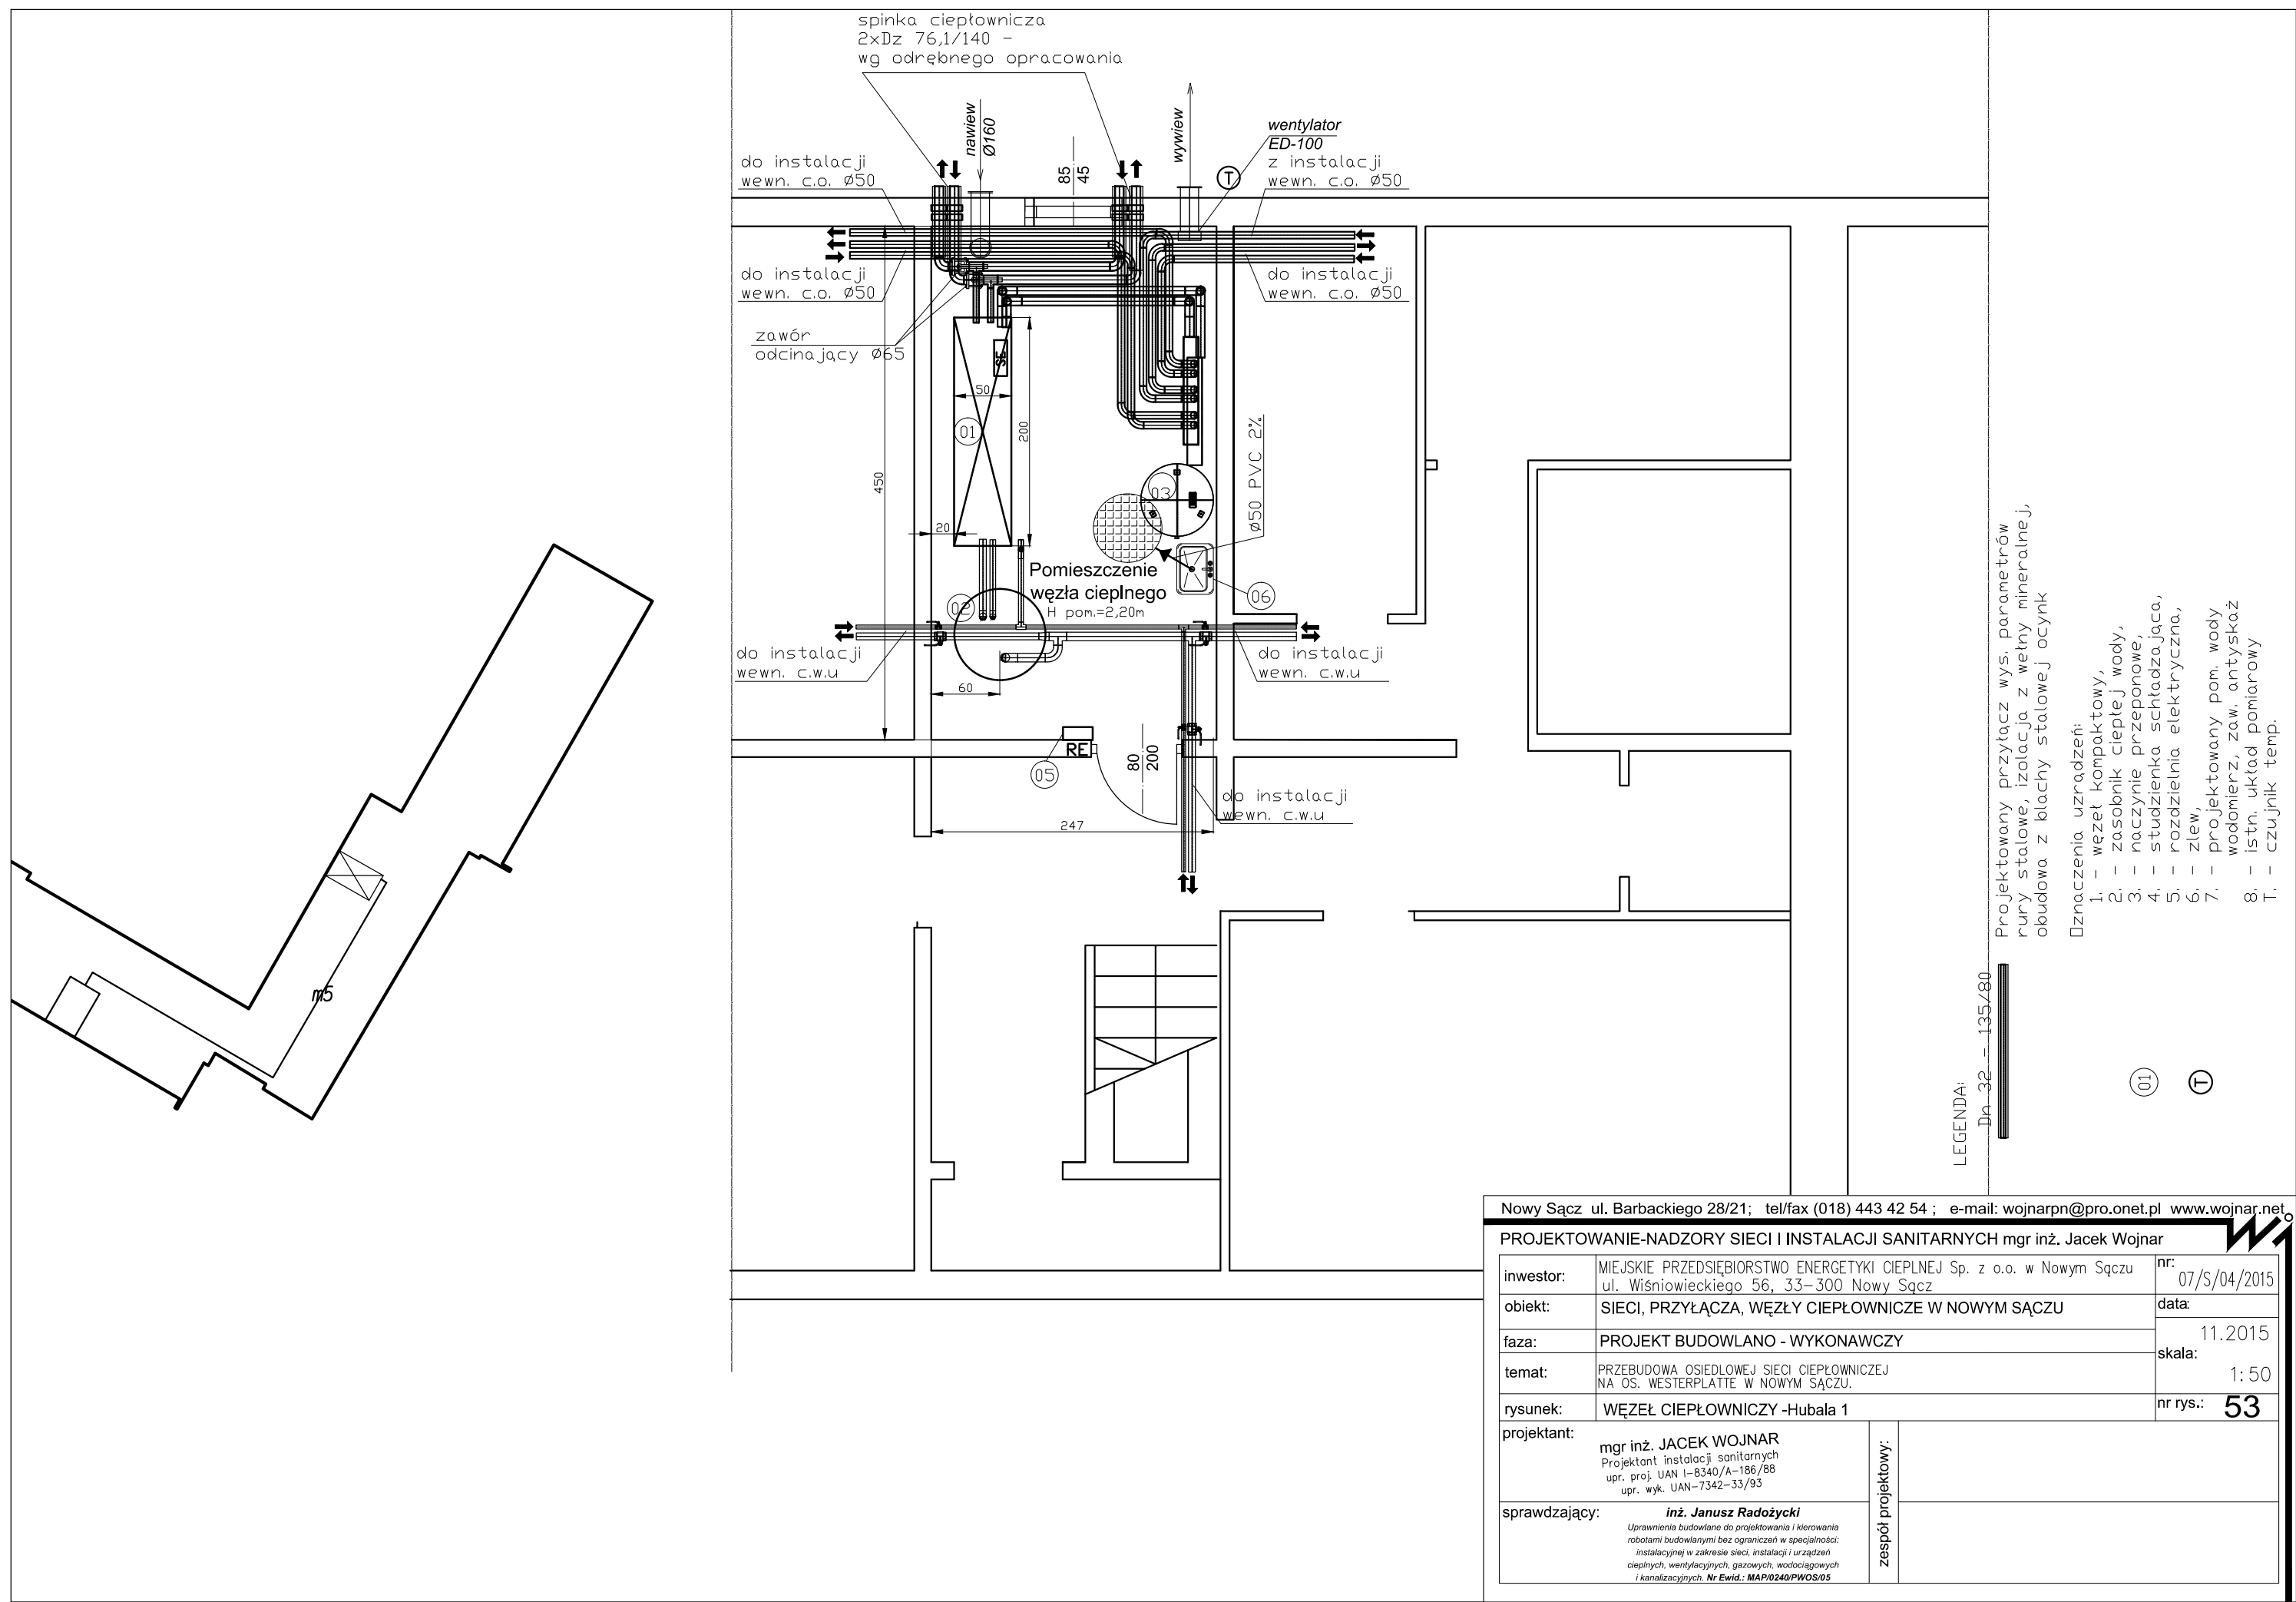 spinka ciepłownicza
2xDz 76,1/140 -
wg odrębnego opracowania
nawiew
Ø160
85
45
wywiew
wentylator
ED-100
T
do instalacji
wewn. c.o. Ø50
z instalacji
wewn. c.o. Ø50
do instalacji
wewn. c.o. Ø50
do instalacji
wewn. c.o. Ø50
zawór
odcinający Ø65
SE
50
01
200
450
20
03
Ø50 PVC 2%
Pomieszczenie
węzła cieplnego
H pom.=2,20m
02
06
do instalacji
wewn. c.w.u
do instalacji
wewn. c.w.u
60
RE
05
80
200
do instalacji
wewn. c.w.u
247
m5
LEGENDA:
Dn 32 - 135/80
Projektowany przyłącz wys. parametrów
rury stalowe, izolacja z wełny mineralnej,
obudowa z blachy stalowej ocynk
Oznaczenia uzrządzeń:
01
1. - węzeł kompaktowy,
2. - zasobnik ciepłej wody,
3. - naczynie przeponowe,
4. - studzienka schładzająca,
5. - rozdzielnia elektryczna,
6. - zlew,
7. - projektowany pom. wody
wodomierz, zaw. antyskaż
8. - istn. układ pomiarowy
T
T. - czujnik temp.
Nowy Sącz ul. Barbackiego 28/21; tel/fax (018) 443 42 54 ; e-mail: wojnarpn@pro.onet.pl www.wojnar.net
PROJEKTOWANIE-NADZORY SIECI I INSTALACJI SANITARNYCH mgr inż. Jacek Wojnar
inwestor:
MIEJSKIE PRZEDSIĘBIORSTWO ENERGETYKI CIEPLNEJ Sp. z o.o. w Nowym Sączu
ul. Wiśniowieckiego 56, 33-300 Nowy Sącz
nr:
07/S/04/2015
obiekt:
SIECI, PRZYŁĄCZA, WĘZŁY CIEPŁOWNICZE W NOWYM SĄCZU
data:
11.2015
faza:
PROJEKT BUDOWLANO - WYKONAWCZY
skala:
1:50
temat:
PRZEBUDOWA OSIEDLOWEJ SIECI CIEPŁOWNICZEJ
NA OS. WESTERPLATTE W NOWYM SĄCZU.
rysunek:
WĘZEŁ CIEPŁOWNICZY -Hubala 1
nr rys.: 53
projektant:
mgr inż. JACEK WOJNAR
Projektant instalacji sanitarnych
upr. proj. UAN I-8340/A-186/88
upr. wyk. UAN-7342-33/93
zespół projektowy:
sprawdzający:
inż. Janusz Radożycki
Uprawnienia budowlane do projektowania i kierowania
robotami budowlanymi bez ograniczeń w specjalności:
instalacyjnej w zakresie sieci, instalacji i urządzeń
cieplnych, wentylacyjnych, gazowych, wodociągowych
i kanalizacyjnych. Nr Ewid.: MAP/0240/PWOS/05